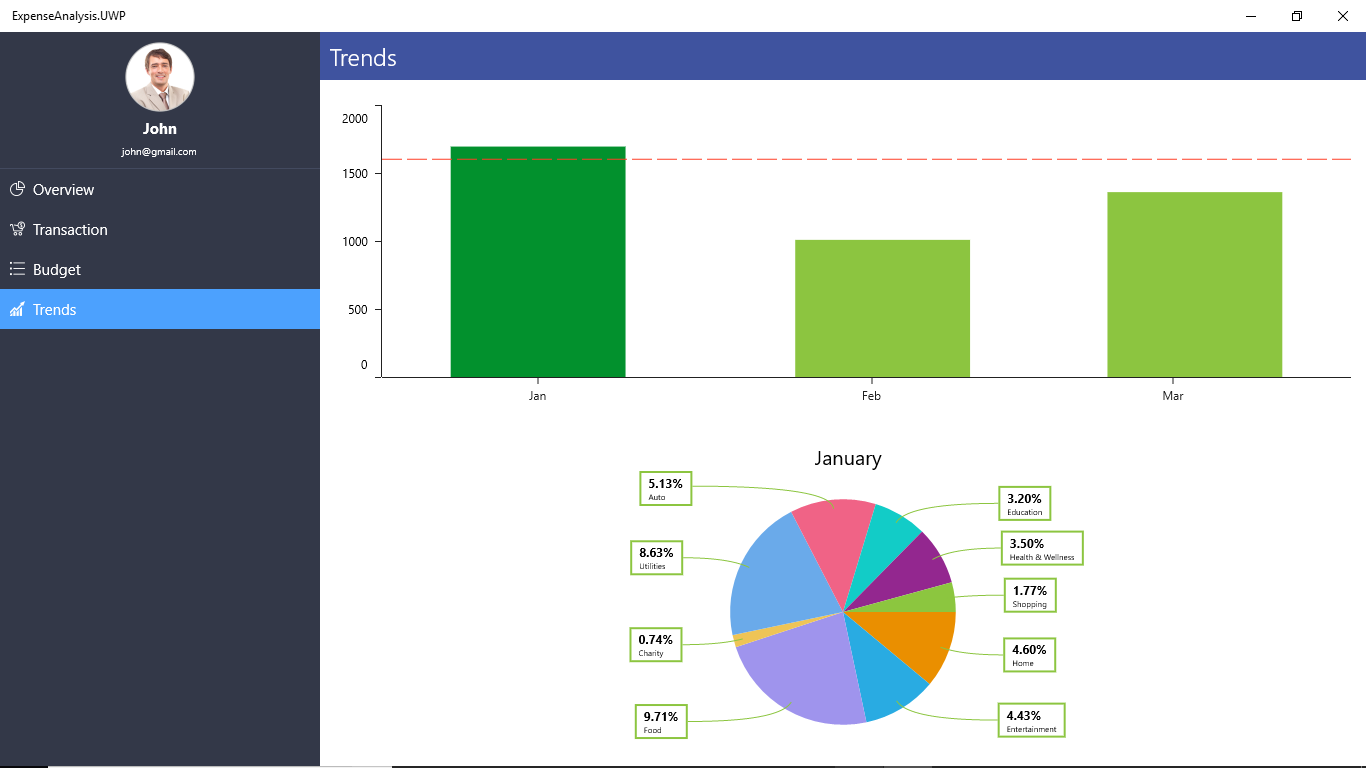 ExpenseAnalysis.UWP
John
john@gmail.com
Overview
Transaction
Budget
Trends
Trends
2000
1500
1000
500
0
Jan
Feb
Mar
January
5.13%
Auto
3.20%
Education
3.50%
Health & Wellness
8.63%
Utilities
1.77%
Shopping
0.74%
Charity
4.60%
Home
9.71%
Food
4.43%
Entertainment